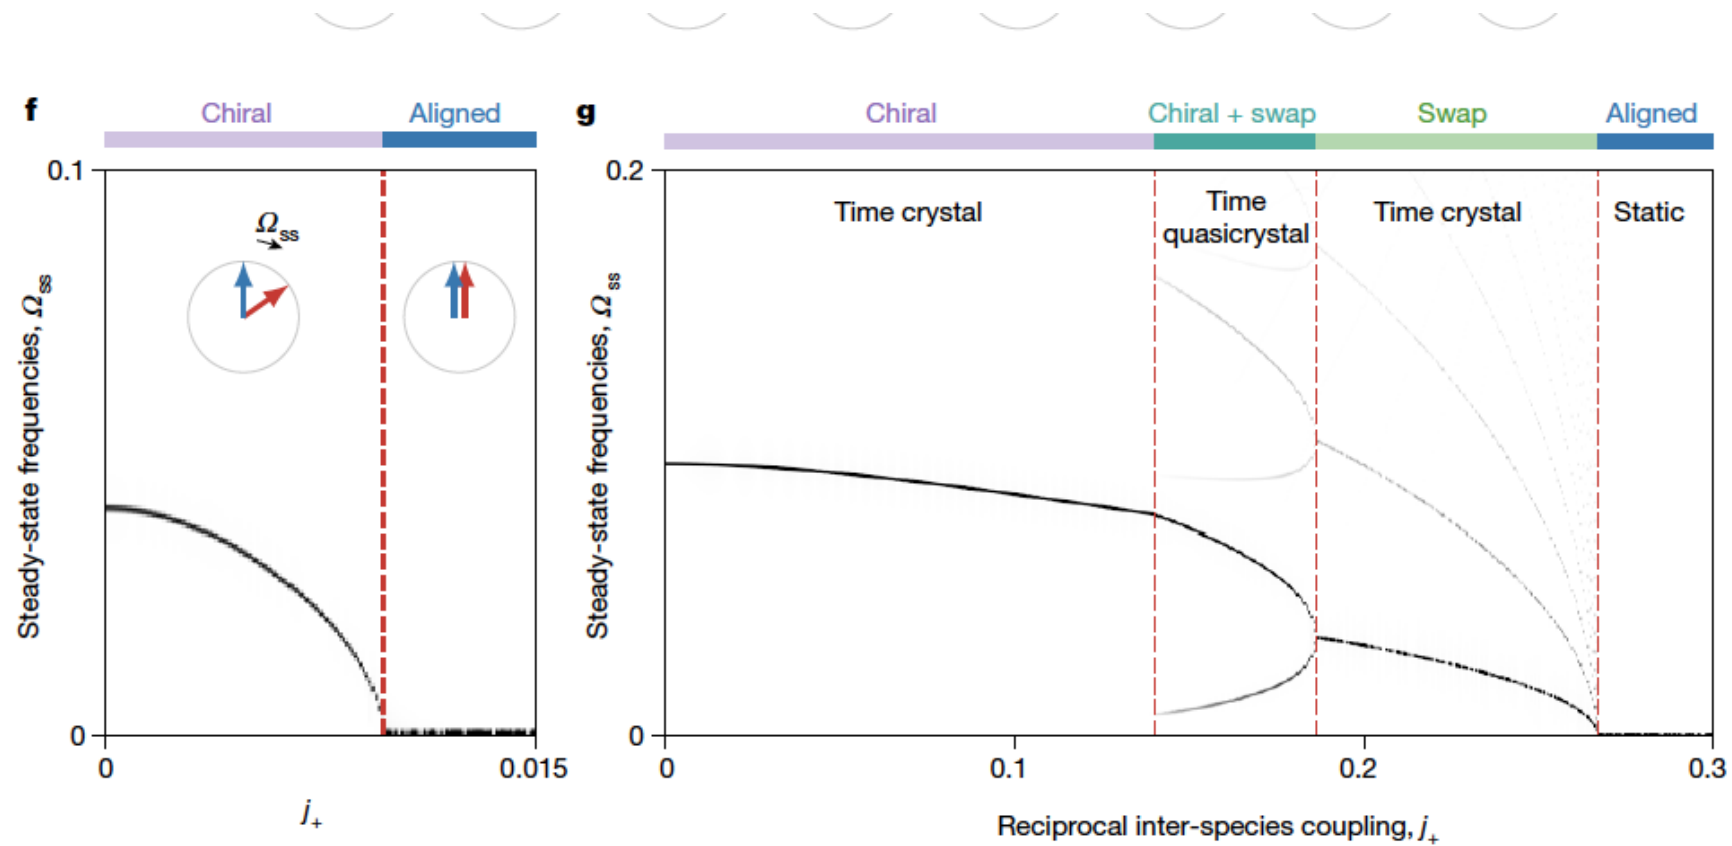 f
Chiral
Aligned
0.1
Ωss
Steady-state frequencies, Ωss
0
0
0.015
j+
g
Chiral
Chiral + swap
Swap
Aligned
0.2
Time crystal
Time
quasicrystal
Time crystal
Static
Steady-state frequencies, Ωss
0
0
0.1
0.2
0.3
Reciprocal inter-species coupling, j+